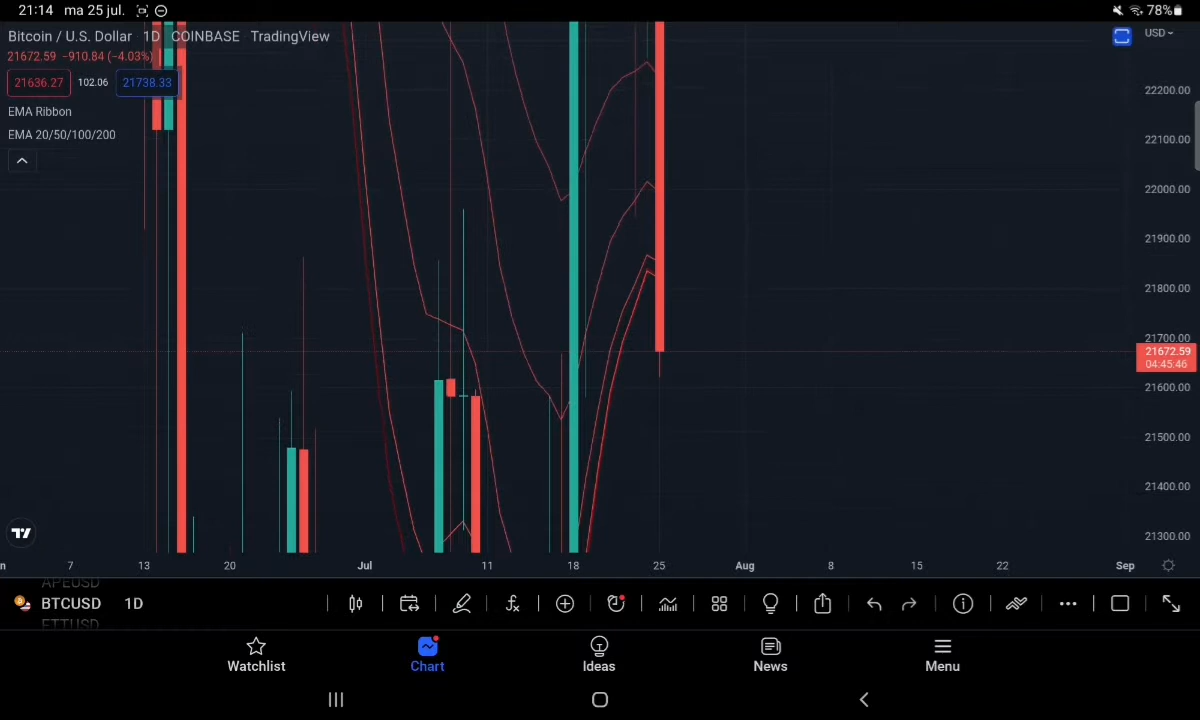 21:14 ma 25 jul. 78%
Bitcoin / U.S. Dollar 1D COINBASE TradingView
USD
21672.59 −910.84 (−4.03%)
21636.27 102.06 21738.33
EMA Ribbon
EMA 20/50/100/200
22200.00
22100.00
22000.00
21900.00
21800.00
21700.00
21672.59
04:45:46
21600.00
21500.00
21400.00
21300.00
n 7 13 20 Jul 11 18 25 Aug 8 15 22 Sep
APEUSD
BTCUSD 1D
ETTUSD
Watchlist Chart Ideas News Menu